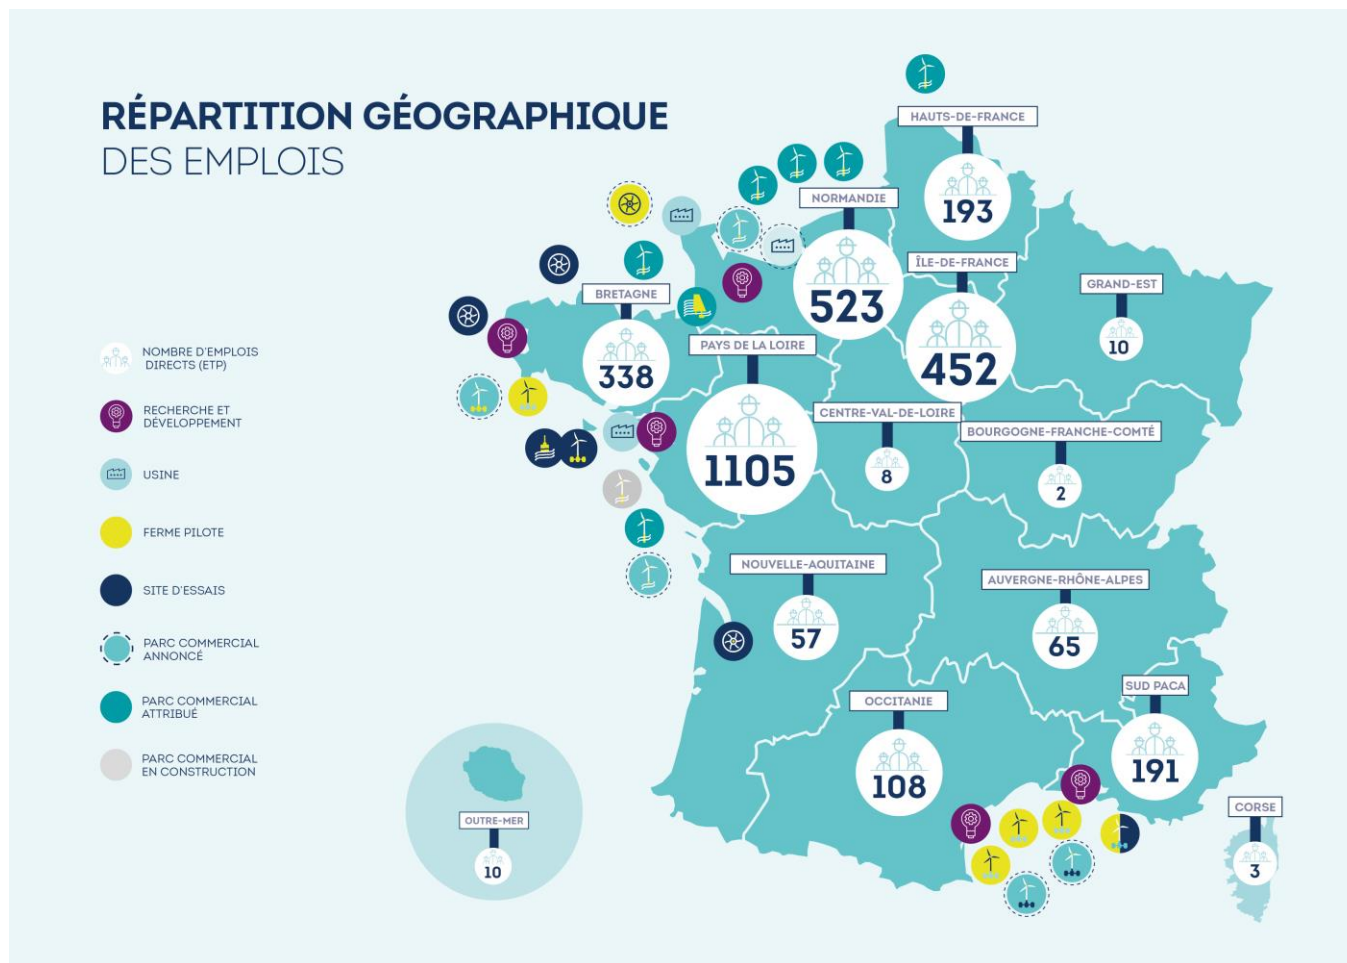 RÉPARTITION GÉOGRAPHIQUE
DES EMPLOIS
HAUTS-DE-FRANCE
193
NORMANDIE
523
ÎLE-DE-FRANCE
452
GRAND-EST
10
BRETAGNE
338
PAYS DE LA LOIRE
1105
CENTRE-VAL-DE-LOIRE
8
BOURGOGNE-FRANCHE-COMTÉ
2
NOUVELLE-AQUITAINE
57
AUVERGNE-RHÔNE-ALPES
65
OCCITANIE
108
SUD PACA
191
CORSE
3
OUTRE-MER
10
NOMBRE D'EMPLOIS
DIRECTS (ETP)
RECHERCHE ET
DÉVELOPPEMENT
USINE
FERME PILOTE
SITE D'ESSAIS
PARC COMMERCIAL
ANNONCÉ
PARC COMMERCIAL
ATTRIBUÉ
PARC COMMERCIAL
EN CONSTRUCTION